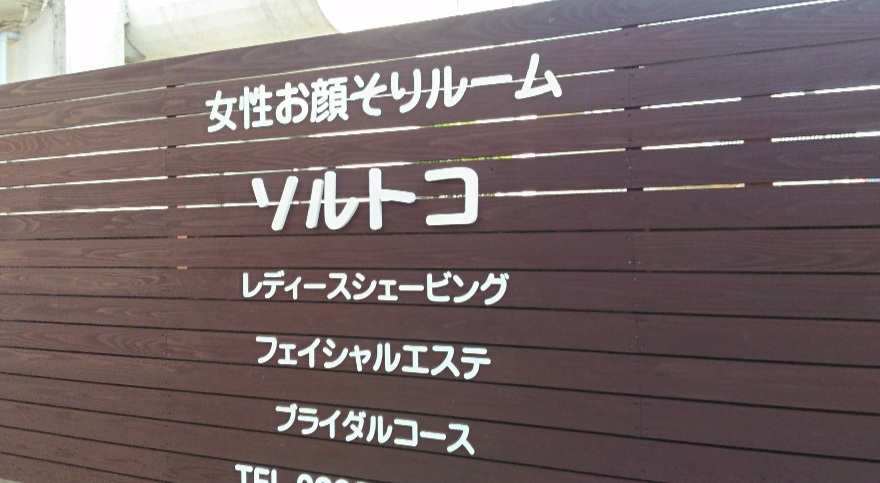 女性お顔そりルーム
ソルトコ
レディースシェービング
フェイシャルエステ
ブライダルコース
TEL